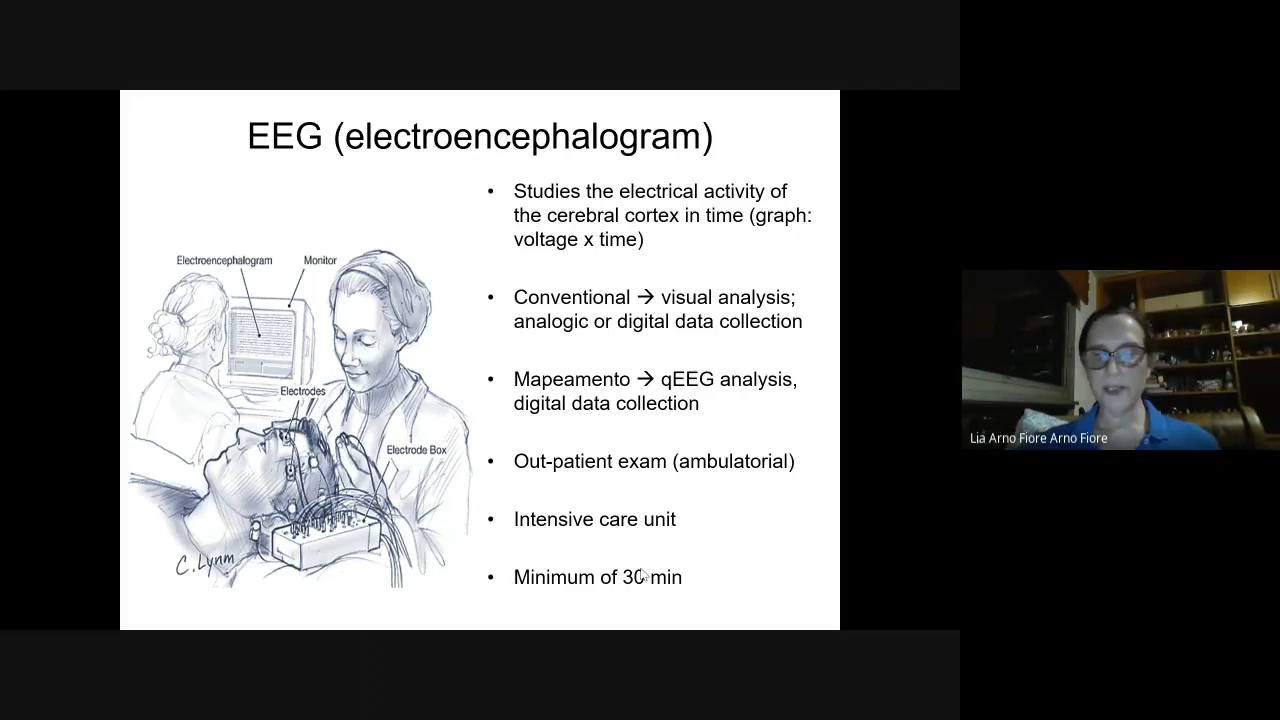 EEG (electroencephalogram)
• Studies the electrical activity of
the cerebral cortex in time (graph:
voltage x time)
• Conventional → visual analysis;
analogic or digital data collection
• Mapeamento → qEEG analysis,
digital data collection
• Out-patient exam (ambulatorial)
• Intensive care unit
• Minimum of 30 min
Electroencephalogram
Monitor
Electrodes
Electrode Box
C. Lynm
Lia Arno Fiore Arno Fiore